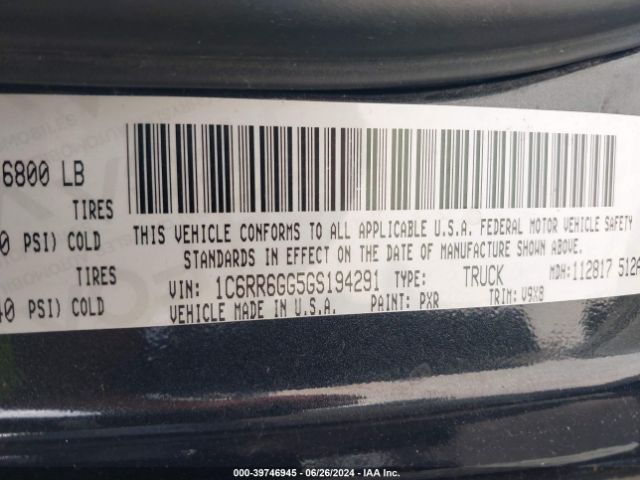 6800 LB
TIRES
0 PSI) COLD
TIRES
40 PSI) COLD
THIS VEHICLE CONFORMS TO ALL APPLICABLE U.S.A. FEDERAL MOTOR VEHICLE SAFETY
STANDARDS IN EFFECT ON THE DATE OF MANUFACTURE SHOWN ABOVE.
VIN: 1C6RR6GG5GS194291 TYPE: TRUCK MDH: 112817 512
VEHICLE MADE IN U.S.A. PAINT: PXR TRIM: V9X8
000-39746945 - 06/26/2024 - IAA Inc.